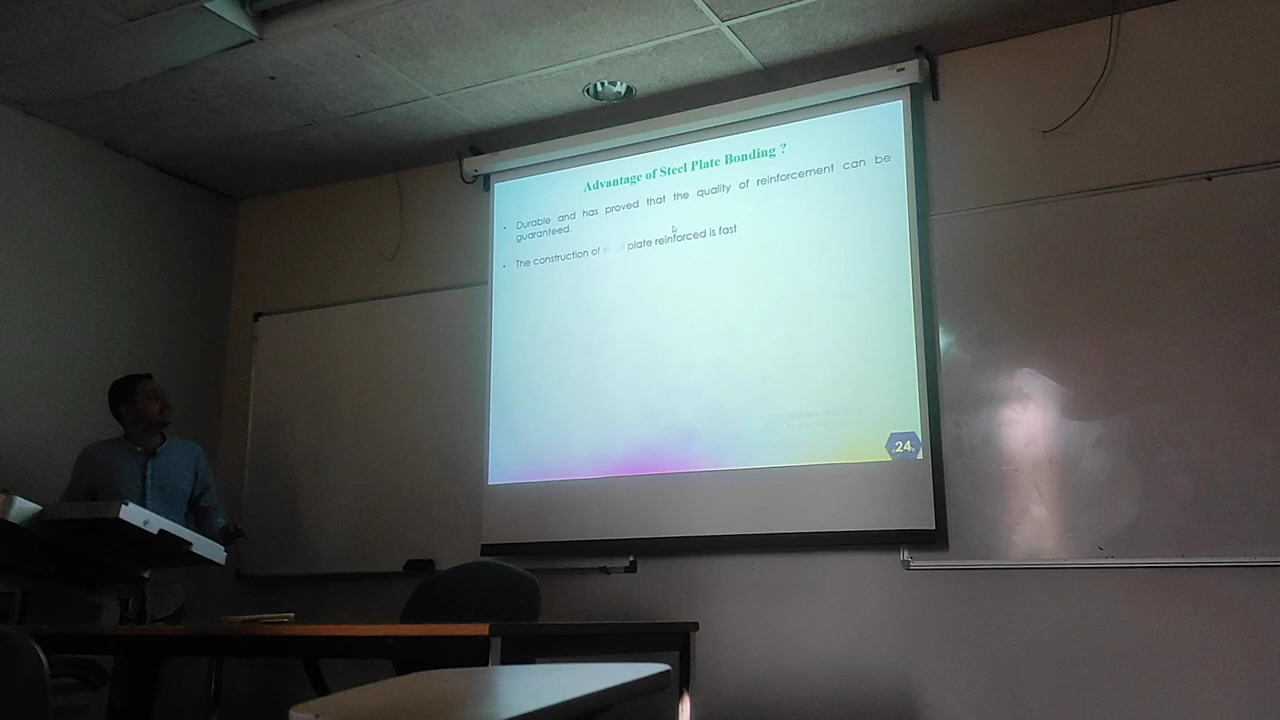 Advantage of Steel Plate Bonding ?
• Durable and has proved that the quality of reinforcement can be
guaranteed.
• The construction of plate reinforced is fast
24